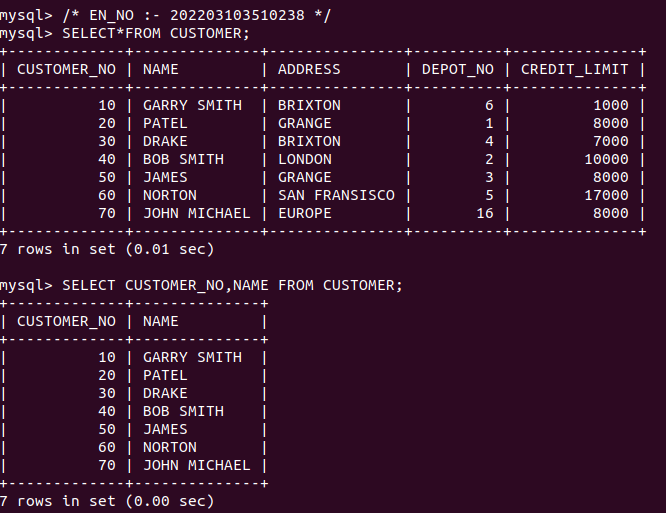 mysql> /* EN_NO :- 202203103510238 */
mysql> SELECT*FROM CUSTOMER;
+-------------+--------------+---------------+----------+--------------+
| CUSTOMER_NO | NAME         | ADDRESS       | DEPOT_NO | CREDIT_LIMIT |
+-------------+--------------+---------------+----------+--------------+
|          10 | GARRY SMITH  | BRIXTON       |        6 |         1000 |
|          20 | PATEL        | GRANGE        |        1 |         8000 |
|          30 | DRAKE        | BRIXTON       |        4 |         7000 |
|          40 | BOB SMITH    | LONDON        |        2 |        10000 |
|          50 | JAMES        | GRANGE        |        3 |         8000 |
|          60 | NORTON       | SAN FRANSISCO |        5 |        17000 |
|          70 | JOHN MICHAEL | EUROPE        |       16 |         8000 |
+-------------+--------------+---------------+----------+--------------+
7 rows in set (0.01 sec)

mysql> SELECT CUSTOMER_NO,NAME FROM CUSTOMER;
+-------------+--------------+
| CUSTOMER_NO | NAME         |
+-------------+--------------+
|          10 | GARRY SMITH  |
|          20 | PATEL        |
|          30 | DRAKE        |
|          40 | BOB SMITH    |
|          50 | JAMES        |
|          60 | NORTON       |
|          70 | JOHN MICHAEL |
+-------------+--------------+
7 rows in set (0.00 sec)